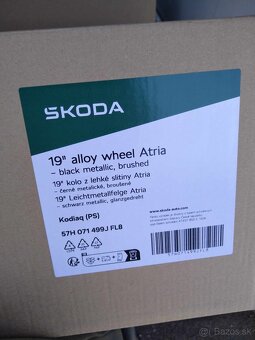 ŠKODA
19" alloy wheel Atria
- black metallic, brushed
19" kolo z lehké slitiny Atria
- černé metalické, broušené
19" Leichtmetallfelge Atria
- schwarz metallic, glanzgedreht
Kodiaq (PS)
57H 071 499J FL8
www.skoda-auto.com
bazos.sk